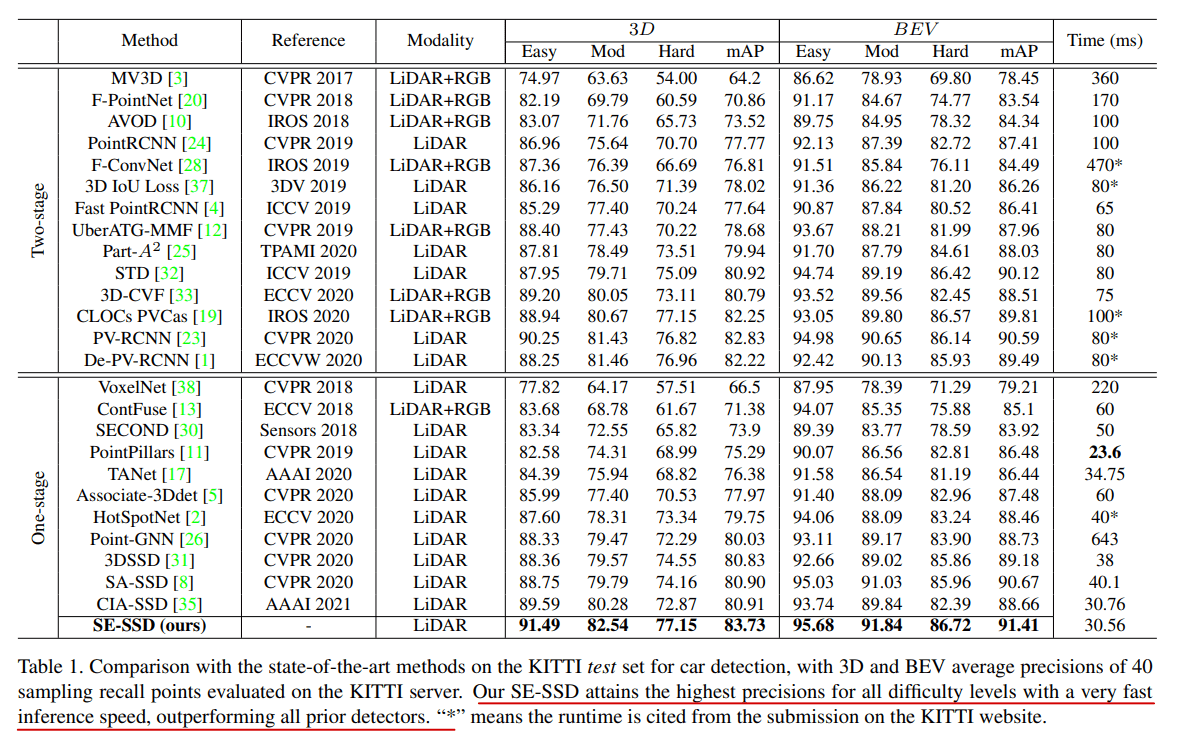 Method Reference Modality 3D BEV Time (ms)
Easy Mod Hard mAP Easy Mod Hard mAP
Two-stage
MV3D [3] CVPR 2017 LiDAR+RGB 74.97 63.63 54.00 64.2 86.62 78.93 69.80 78.45 360
F-PointNet [20] CVPR 2018 LiDAR+RGB 82.19 69.79 60.59 70.86 91.17 84.67 74.77 83.54 170
AVOD [10] IROS 2018 LiDAR+RGB 83.07 71.76 65.73 73.52 89.75 84.95 78.32 84.34 100
PointRCNN [24] CVPR 2019 LiDAR 86.96 75.64 70.70 77.77 92.13 87.39 82.72 87.41 100
F-ConvNet [28] IROS 2019 LiDAR+RGB 87.36 76.39 66.69 76.81 91.51 85.84 76.11 84.49 470*
3D IoU Loss [37] 3DV 2019 LiDAR 86.16 76.50 71.39 78.02 91.36 86.22 81.20 86.26 80*
Fast PointRCNN [4] ICCV 2019 LiDAR 85.29 77.40 70.24 77.64 90.87 87.84 80.52 86.41 65
UberATG-MMF [12] CVPR 2019 LiDAR+RGB 88.40 77.43 70.22 78.68 93.67 88.21 81.99 87.96 80
Part-A² [25] TPAMI 2020 LiDAR 87.81 78.49 73.51 79.94 91.70 87.79 84.61 88.03 80
STD [32] ICCV 2019 LiDAR 87.95 79.71 75.09 80.92 94.74 89.19 86.42 90.12 80
3D-CVF [33] ECCV 2020 LiDAR+RGB 89.20 80.05 73.11 80.79 93.52 89.56 82.45 88.51 75
CLOCs PVCas [19] IROS 2020 LiDAR+RGB 88.94 80.67 77.15 82.25 93.05 89.80 86.57 89.81 100*
PV-RCNN [23] CVPR 2020 LiDAR 90.25 81.43 76.82 82.83 94.98 90.65 86.14 90.59 80*
De-PV-RCNN [1] ECCVW 2020 LiDAR 88.25 81.46 76.96 82.22 92.42 90.13 85.93 89.49 80*
One-stage
VoxelNet [38] CVPR 2018 LiDAR 77.82 64.17 57.51 66.5 87.95 78.39 71.29 79.21 220
ContFuse [13] ECCV 2018 LiDAR+RGB 83.68 68.78 61.67 71.38 94.07 85.35 75.88 85.1 60
SECOND [30] Sensors 2018 LiDAR 83.34 72.55 65.82 73.9 89.39 83.77 78.59 83.92 50
PointPillars [11] CVPR 2019 LiDAR 82.58 74.31 68.99 75.29 90.07 86.56 82.81 86.48 23.6
TANet [17] AAAI 2020 LiDAR 84.39 75.94 68.82 76.38 91.58 86.54 81.19 86.44 34.75
Associate-3Ddet [5] CVPR 2020 LiDAR 85.99 77.40 70.53 77.97 91.40 88.09 82.96 87.48 60
HotSpotNet [2] ECCV 2020 LiDAR 87.60 78.31 73.34 79.75 94.06 88.09 83.24 88.46 40*
Point-GNN [26] CVPR 2020 LiDAR 88.33 79.47 72.29 80.03 93.11 89.17 83.90 88.73 643
3DSSD [31] CVPR 2020 LiDAR 88.36 79.57 74.55 80.83 92.66 89.02 85.86 89.18 38
SA-SSD [8] CVPR 2020 LiDAR 88.75 79.79 74.16 80.90 95.03 91.03 85.96 90.67 40.1
CIA-SSD [35] AAAI 2021 LiDAR 89.59 80.28 72.87 80.91 93.74 89.84 82.39 88.66 30.76
SE-SSD (ours) - LiDAR 91.49 82.54 77.15 83.73 95.68 91.84 86.72 91.41 30.56
Table 1. Comparison with the state-of-the-art methods on the KITTI test set for car detection, with 3D and BEV average precisions of 40
sampling recall points evaluated on the KITTI server. Our SE-SSD attains the highest precisions for all difficulty levels with a very fast
inference speed, outperforming all prior detectors. “*” means the runtime is cited from the submission on the KITTI website.